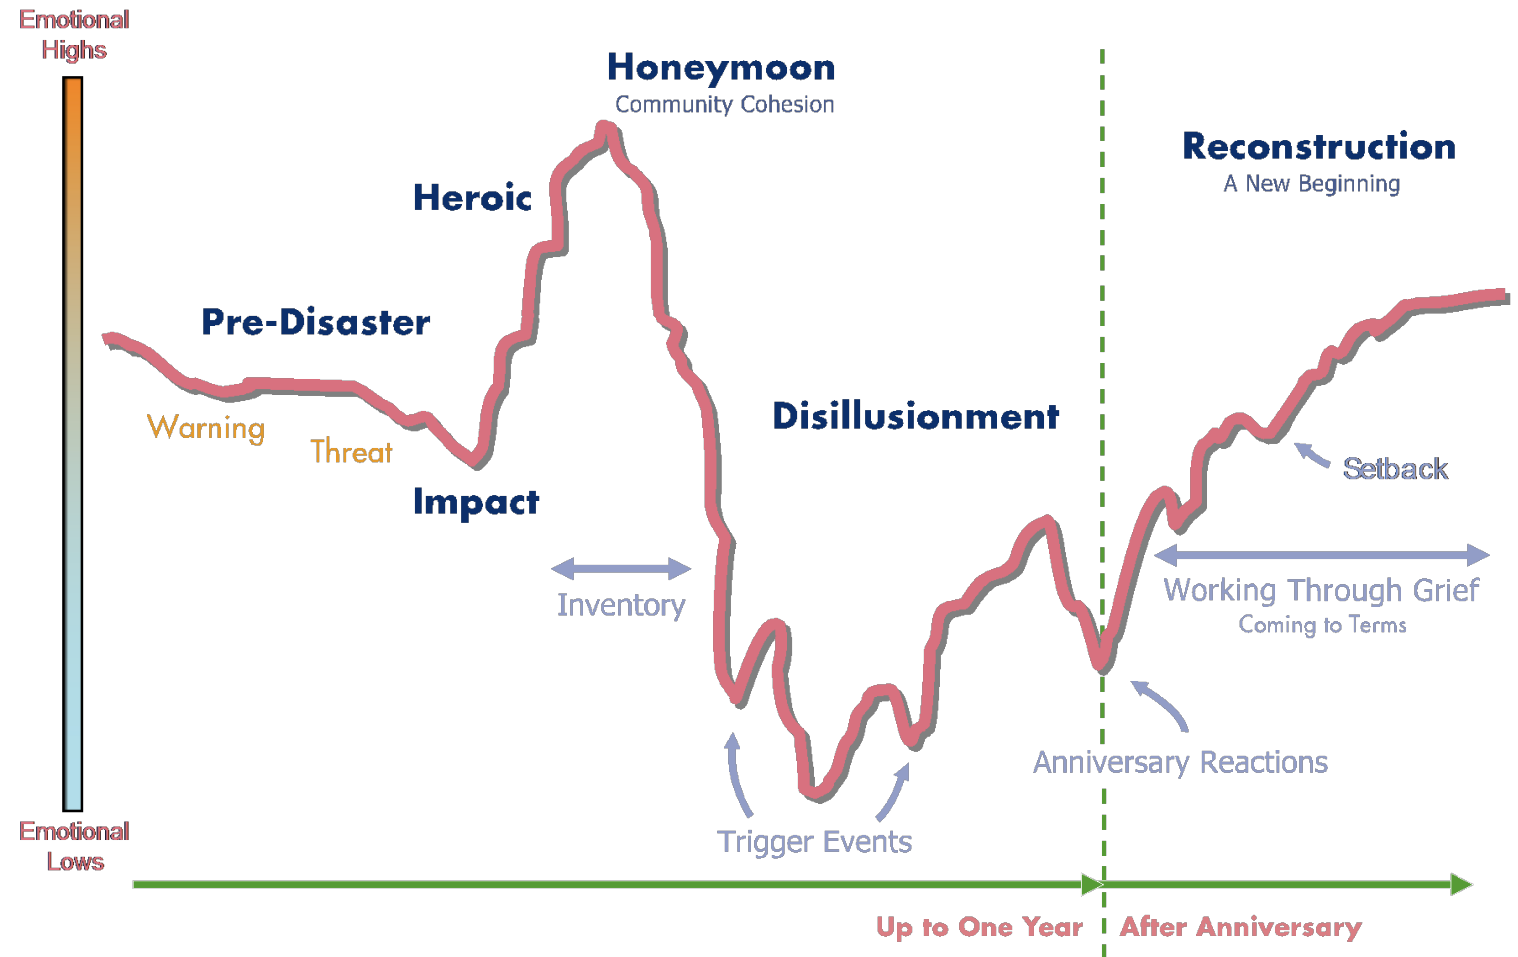 Emotional
Highs
Honeymoon
Community Cohesion
Reconstruction
A New Beginning
Heroic
Pre-Disaster
Warning
Threat
Impact
Disillusionment
Setback
Inventory
Working Through Grief
Coming to Terms
Anniversary Reactions
Trigger Events
Emotional
Lows
Up to One Year
After Anniversary